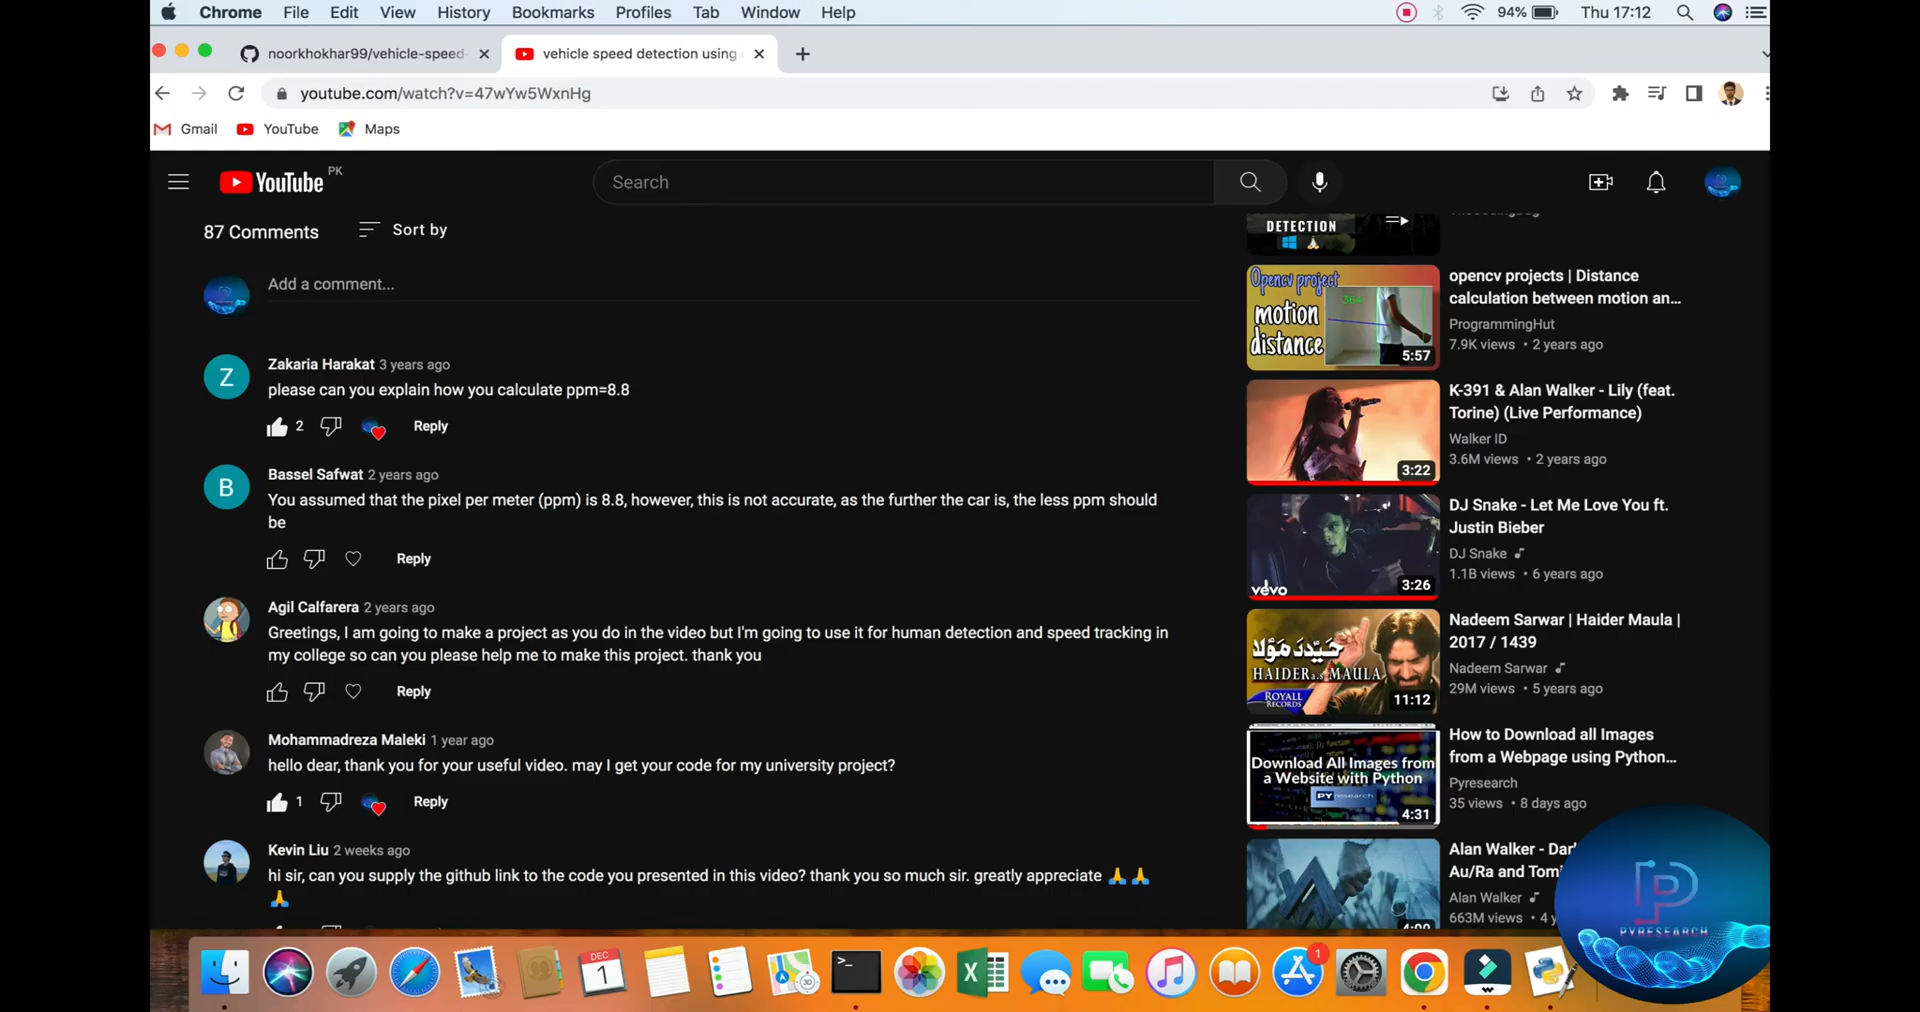 Chrome File Edit View History Bookmarks Profiles Tab Window Help 94% Thu 17:12
noorkhokhar99/vehicle-speed- vehicle speed detection using
youtube.com/watch?v=47wYw5WxnHg
Gmail YouTube Maps
YouTube PK Search
87 Comments Sort by
Add a comment...
Zakaria Harakat 3 years ago
please can you explain how you calculate ppm=8.8
2 Reply
Bassel Safwat 2 years ago
You assumed that the pixel per meter (ppm) is 8.8, however, this is not accurate, as the further the car is, the less ppm should
be
Reply
Agil Calfarera 2 years ago
Greetings, I am going to make a project as you do in the video but I'm going to use it for human detection and speed tracking in
my college so can you please help me to make this project. thank you
Reply
Mohammadreza Maleki 1 year ago
hello dear, thank you for your useful video. may I get your code for my university project?
1 Reply
Kevin Liu 2 weeks ago
hi sir, can you supply the github link to the code you presented in this video? thank you so much sir. greatly appreciate 🙏🙏
🙏
DETECTION
Opencv project
motion
distance
364
5:57
opencv projects | Distance
calculation between motion an...
ProgrammingHut
7.9K views • 2 years ago
3:22
K-391 & Alan Walker - Lily (feat.
Torine) (Live Performance)
Walker ID
3.6M views • 2 years ago
vevo
3:26
DJ Snake - Let Me Love You ft.
Justin Bieber
DJ Snake
1.1B views • 6 years ago
HAIDER a.s MAULA
ROYALL
RECORDS
11:12
Nadeem Sarwar | Haider Maula |
2017 / 1439
Nadeem Sarwar
29M views • 5 years ago
Download All Images from
a Website with Python
PY research
4:31
How to Download all Images
from a Webpage using Python...
Pyresearch
35 views • 8 days ago
Alan Walker - Dar
Au/Ra and Tomi
Alan Walker
663M views • 4 y
PYRESEARCH
DEC
1
3D
1